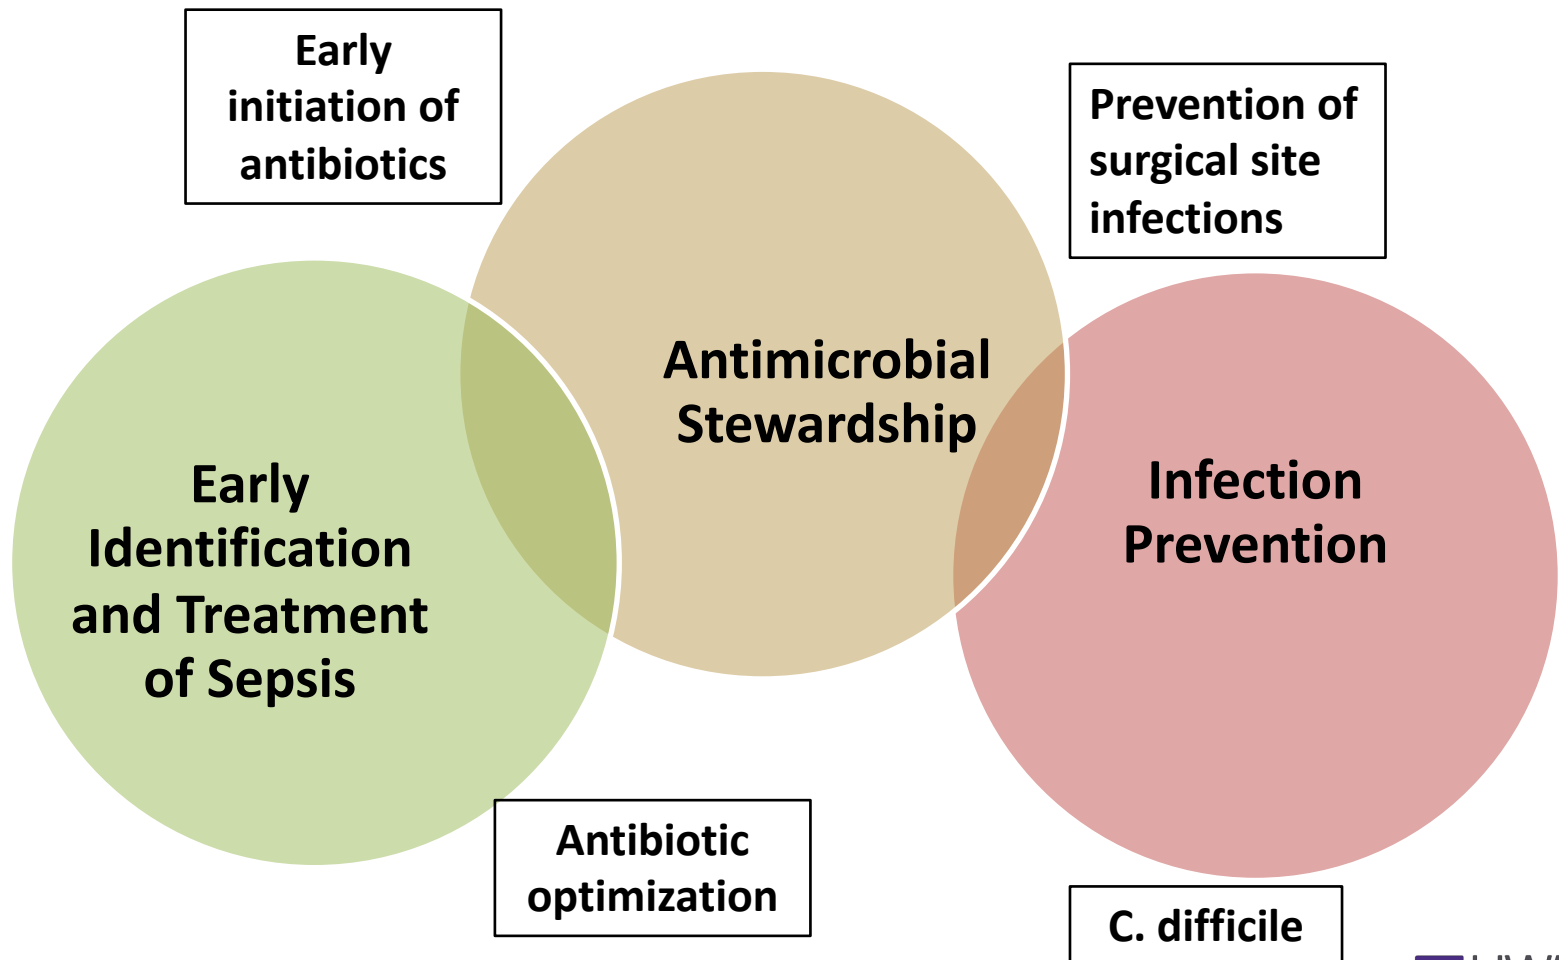 Early
initiation of
antibiotics
Prevention of
surgical site
infections
Antimicrobial
Stewardship
Early
Identification
and Treatment
of Sepsis
Infection
Prevention
Antibiotic
optimization
C. difficile